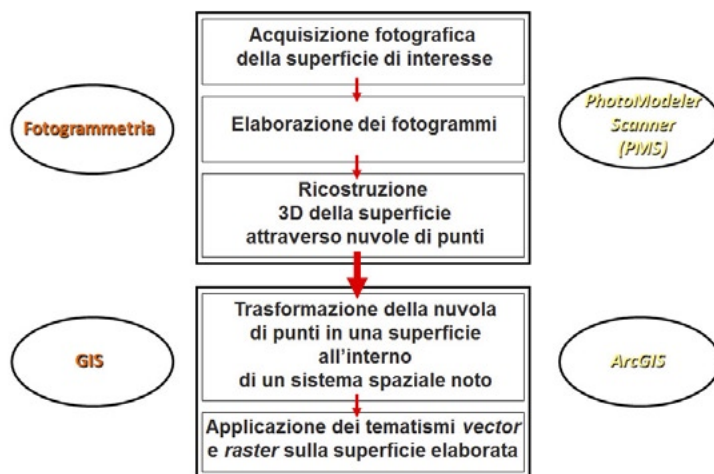 Acquisizione fotografica
della superficie di interesse
Fotogrammetria
Elaborazione dei fotogrammi
PhotoModeler
Scanner
(PMS)
Ricostruzione
3D della superficie
attraverso nuvole di punti
Trasformazione della nuvola
di punti in una superficie
all'interno
di un sistema spaziale noto
GIS
ArcGIS
Applicazione dei tematismi vector
e raster sulla superficie elaborata